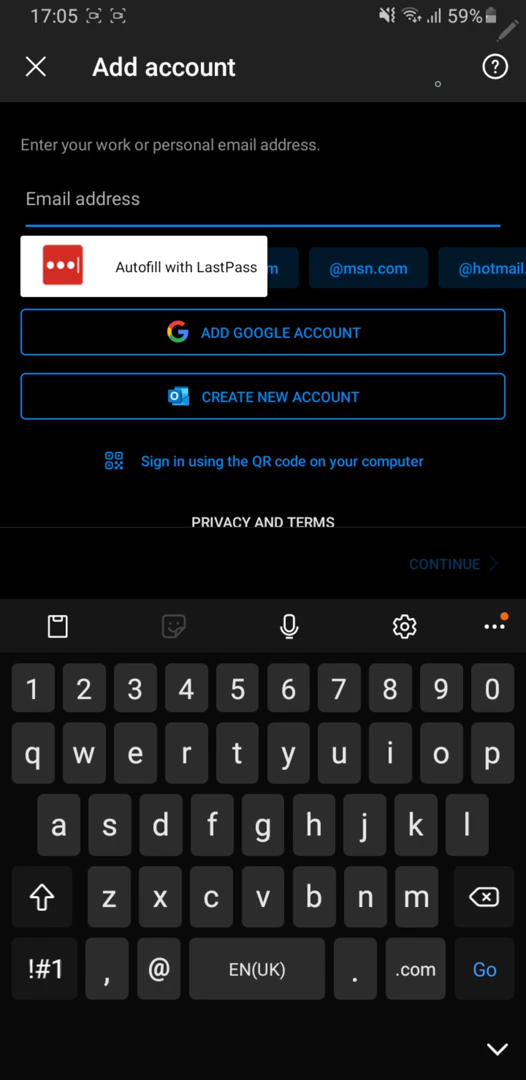 17:05 59%
Add account
Enter your work or personal email address.
Email address
Autofill with LastPass
m @msn.com @hotmail.
ADD GOOGLE ACCOUNT
CREATE NEW ACCOUNT
Sign in using the QR code on your computer
PRIVACY AND TERMS
CONTINUE
1 2 3 4 5 6 7 8 9 0
q w e r t y u i o p
a s d f g h j k l
z x c v b n m
!#1 , @ EN(UK) . .com Go